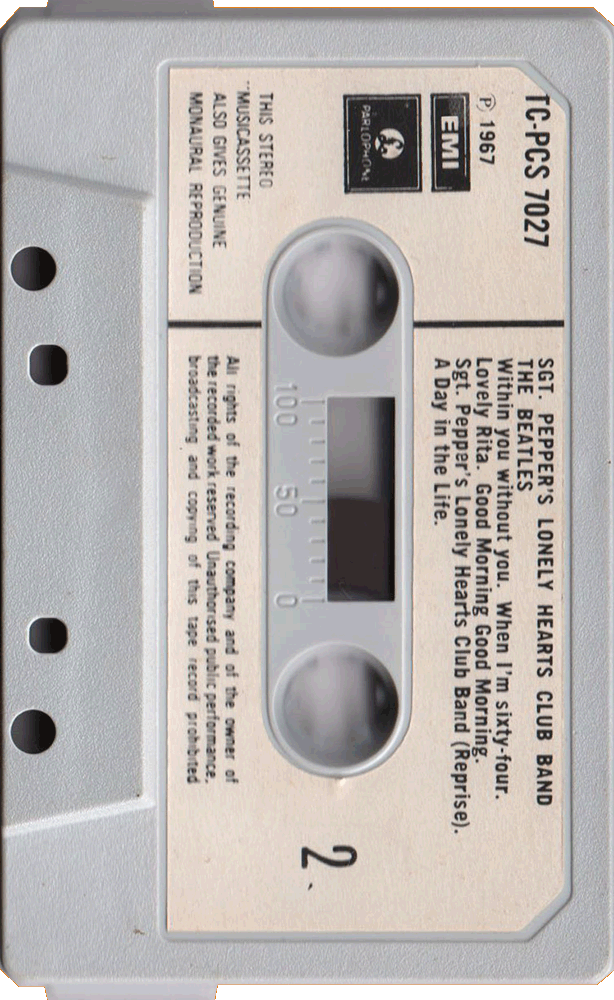 TC-PCS 7027
℗ 1967
EMI
PARLOPHONE
THIS STEREO
"MUSICASSETTE
ALSO GIVES GENUINE
MONAURAL REPRODUCTION
SGT. PEPPER'S LONELY HEARTS CLUB BAND
THE BEATLES
Within you without you. When I'm sixty-four.
Lovely Rita. Good Morning Good Morning.
Sgt. Pepper's Lonely Hearts Club Band (Reprise).
A Day in the Life.
100 50 0
All rights of the recording company and of the owner of
the recorded work reserved Unauthorised public performance,
broadcasting and copying of this tape record prohibited
2